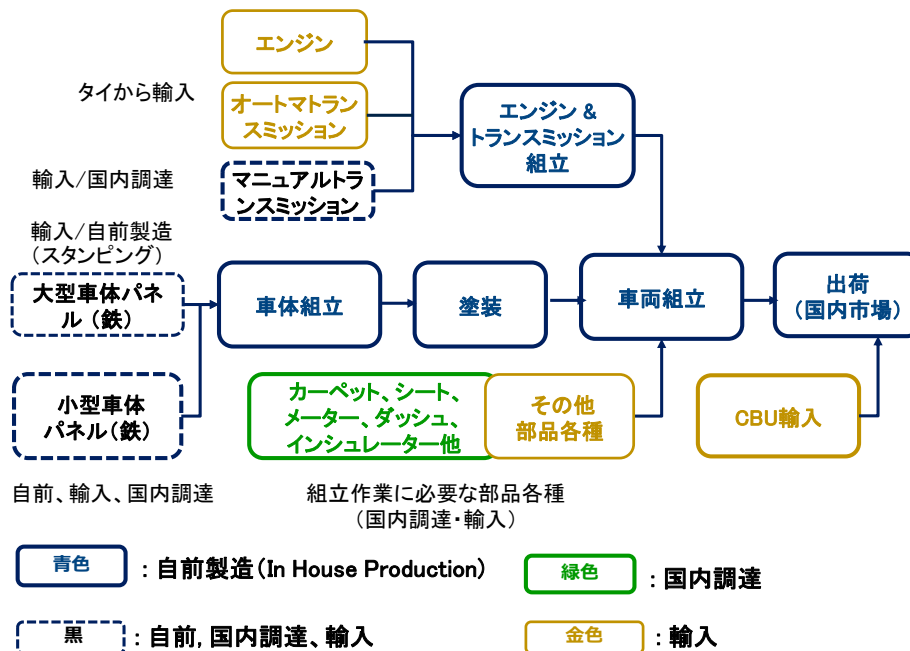 エンジン
タイから輸入
オートマトラン
スミッション
エンジン &
トランスミッション
組立
輸入/国内調達
マニュアルトラ
ンスミッション
輸入/自前製造
(スタンピング)
大型車体パネ
ル (鉄)
車体組立
塗装
車両組立
出荷
(国内市場)
小型車体
パネル(鉄)
カーペット、シート、
メーター、ダッシュ、
インシュレーター他
その他
部品各種
CBU輸入
自前、輸入、国内調達
組立作業に必要な部品各種
(国内調達・輸入)
青色
: 自前製造(In House Production)
緑色
: 国内調達
黒
: 自前, 国内調達、輸入
金色
: 輸入